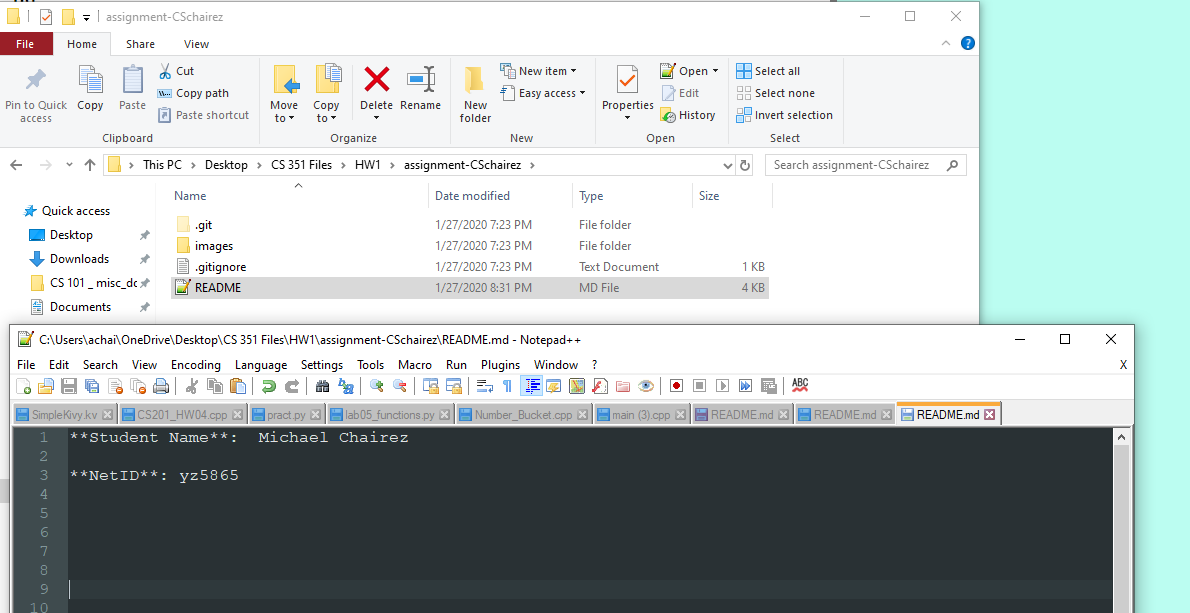 assignment-CSchairez
File Home Share View
Pin to Quick access
Copy
Paste
Cut
Copy path
Paste shortcut
Clipboard
Move to
Copy to
Delete
Rename
Organize
New folder
New item
Easy access
New
Properties
Open
Edit
History
Open
Select all
Select none
Invert selection
Select
This PC > Desktop > CS 351 Files > HW1 > assignment-CSchairez >
Search assignment-CSchairez
Quick access
Desktop
Downloads
CS 101 _ misc_dc
Documents
Name Date modified Type Size
.git 1/27/2020 7:23 PM File folder
images 1/27/2020 7:23 PM File folder
.gitignore 1/27/2020 7:23 PM Text Document 1 KB
README 1/27/2020 8:31 PM MD File 4 KB
C:\Users\achai\OneDrive\Desktop\CS 351 Files\HW1\assignment-CSchairez\README.md - Notepad++
File Edit Search View Encoding Language Settings Tools Macro Run Plugins Window ? X
ABC
SimpleKivy.kv CS201_HW04.cpp pract.py lab05_functions.py Number_Bucket.cpp main (3).cpp README.md README.md README.md
1 **Student Name**:  Michael Chairez
2
3 **NetID**: yz5865
4
5
6
7
8
9
10